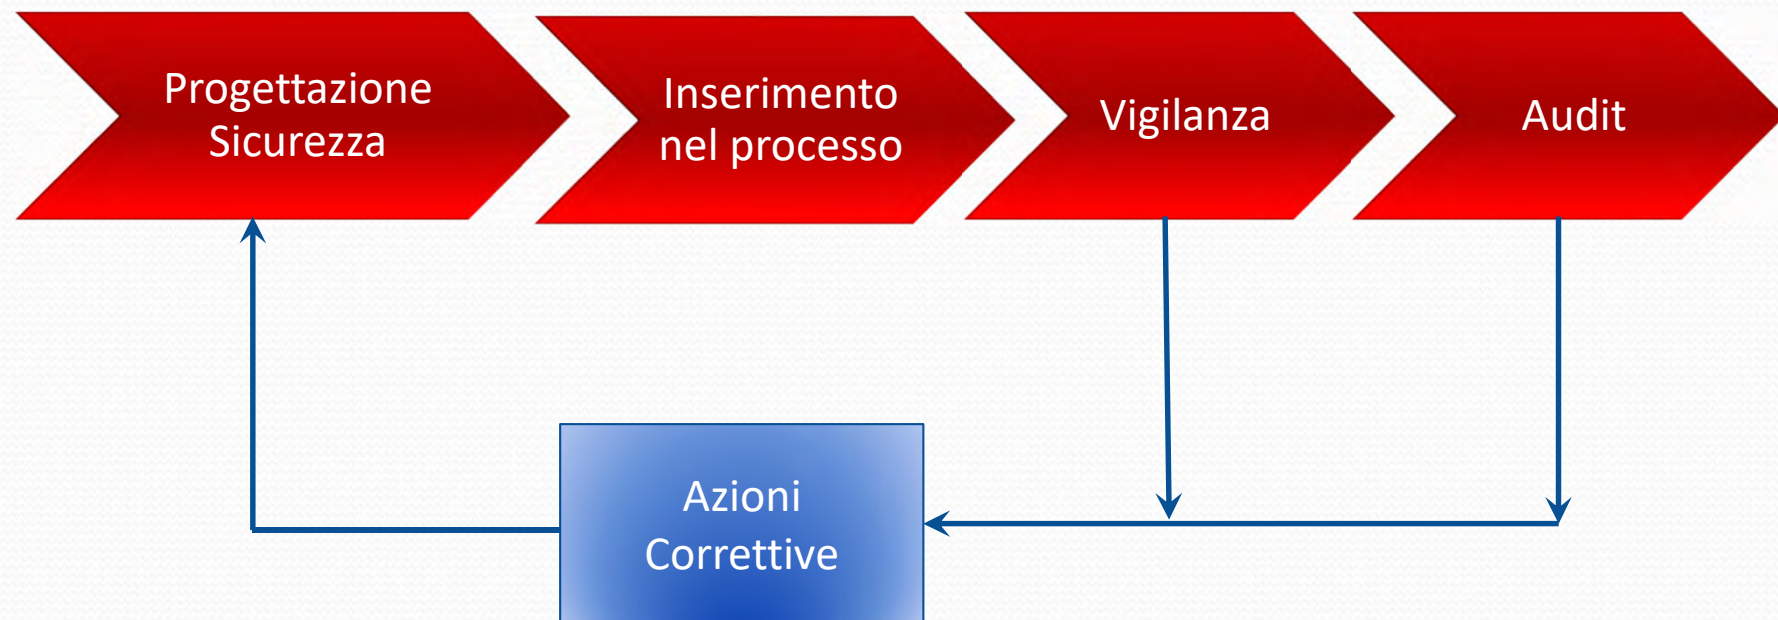 Progettazione
Sicurezza
Inserimento
nel processo
Vigilanza
Audit
Azioni
Correttive